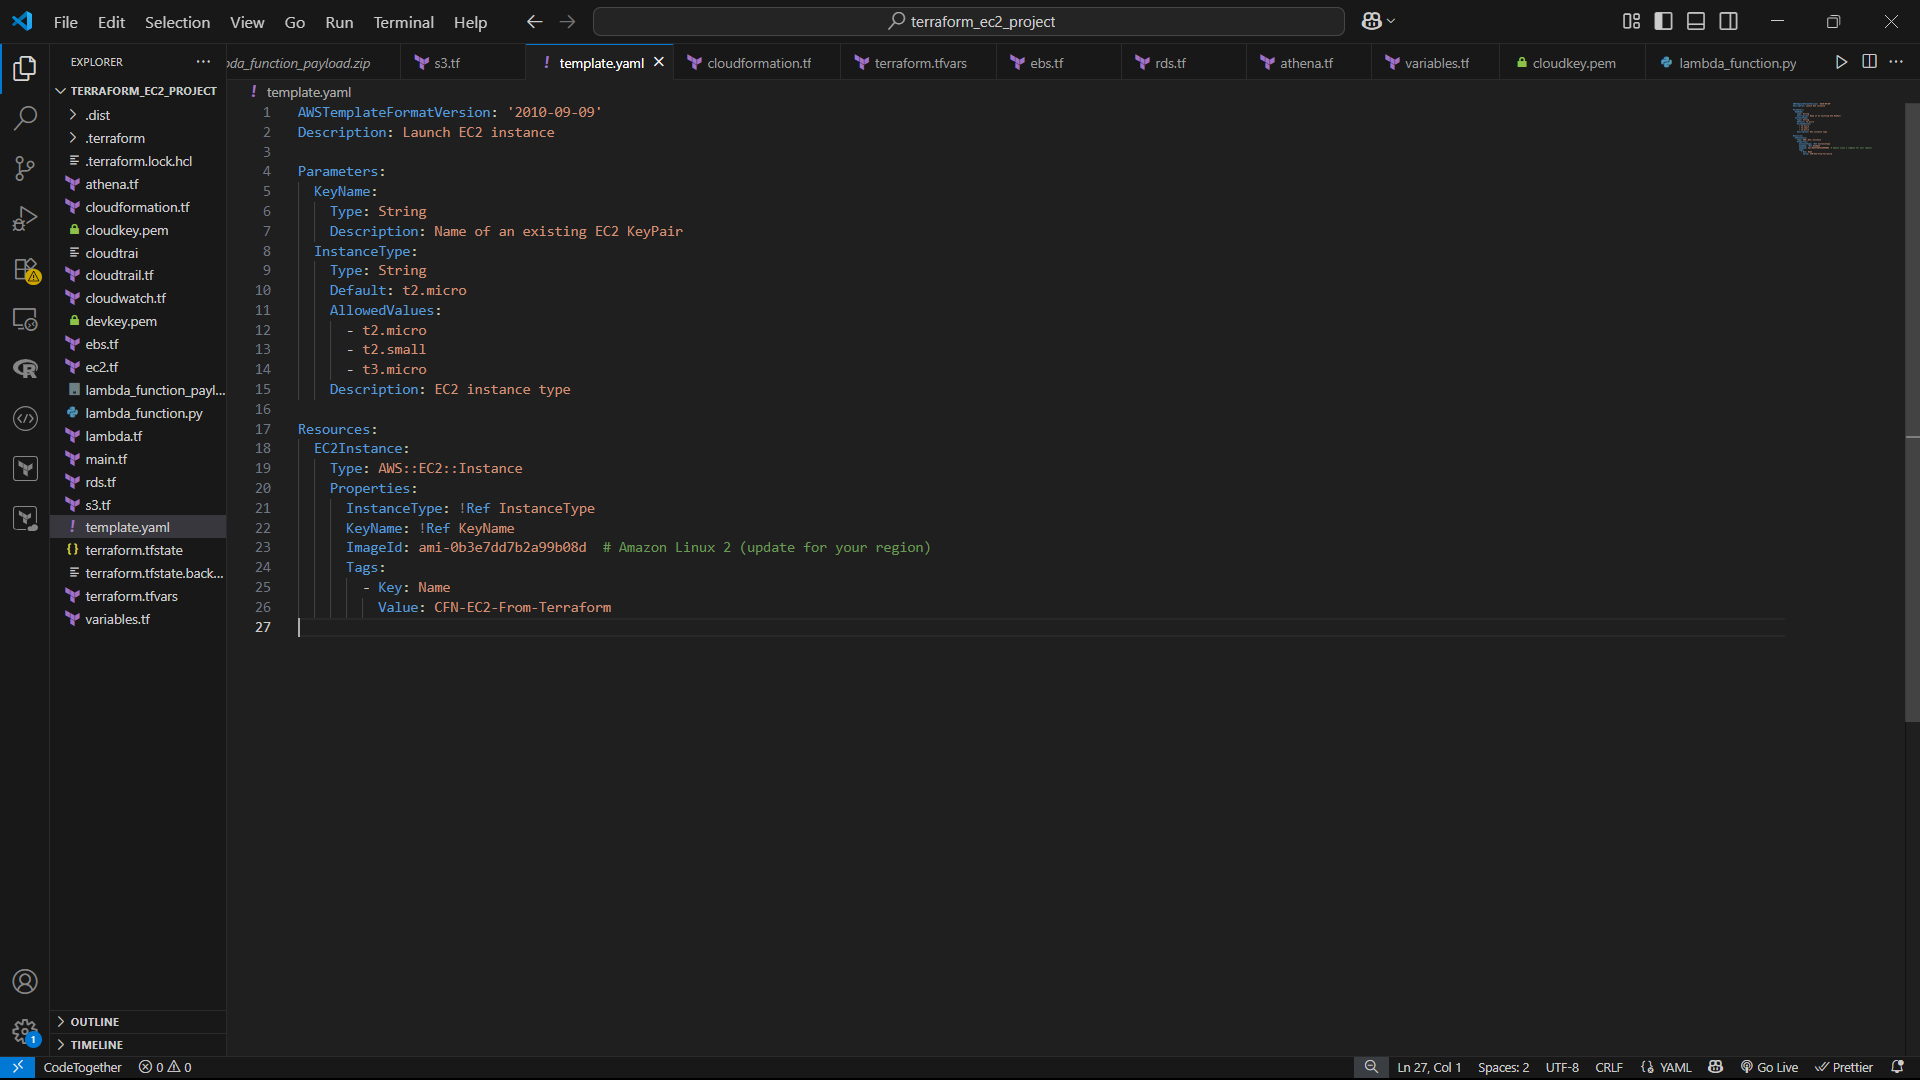 File Edit Selection View Go Run Terminal Help
terraform_ec2_project
EXPLORER
TERRAFORM_EC2_PROJECT
.dist
.terraform
.terraform.lock.hcl
athena.tf
cloudformation.tf
cloudkey.pem
cloudtrai
cloudtrail.tf
cloudwatch.tf
devkey.pem
ebs.tf
ec2.tf
lambda_function_payl...
lambda_function.py
lambda.tf
main.tf
rds.tf
s3.tf
! template.yaml
{} terraform.tfstate
terraform.tfstate.back...
terraform.tfvars
variables.tf
OUTLINE
TIMELINE
bda_function_payload.zip s3.tf ! template.yaml cloudformation.tf terraform.tfvars ebs.tf rds.tf athena.tf variables.tf cloudkey.pem lambda_function.py
! template.yaml
1 AWSTemplateFormatVersion: '2010-09-09'
2 Description: Launch EC2 instance
3
4 Parameters:
5 KeyName:
6 Type: String
7 Description: Name of an existing EC2 KeyPair
8 InstanceType:
9 Type: String
10 Default: t2.micro
11 AllowedValues:
12 - t2.micro
13 - t2.small
14 - t3.micro
15 Description: EC2 instance type
16
17 Resources:
18 EC2Instance:
19 Type: AWS::EC2::Instance
20 Properties:
21 InstanceType: !Ref InstanceType
22 KeyName: !Ref KeyName
23 ImageId: ami-0b3e7dd7b2a99b08d # Amazon Linux 2 (update for your region)
24 Tags:
25 - Key: Name
26 Value: CFN-EC2-From-Terraform
27
1
CodeTogether 0 0 Ln 27, Col 1 Spaces: 2 UTF-8 CRLF {} YAML Go Live Prettier